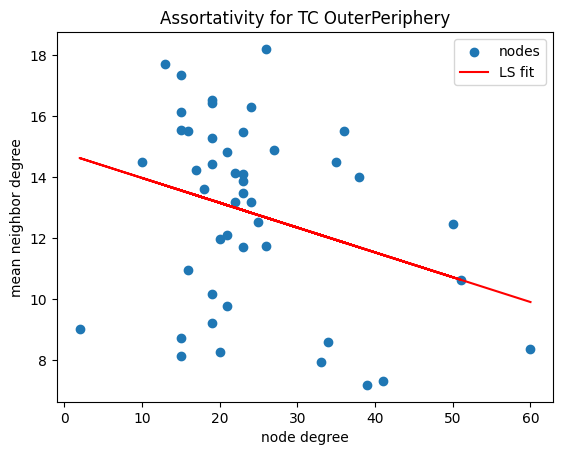 Assortativity for TC OuterPeriphery
nodes
LS fit
mean neighbor degree
18
16
14
12
10
8
0
10
20
30
40
50
60
node degree